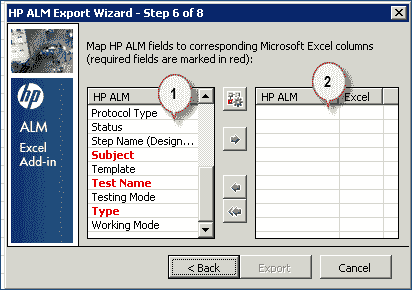 HP ALM Export Wizard - Step 6 of 8
Map HP ALM fields to corresponding Microsoft Excel columns
(required fields are marked in red):
hp
ALM
Excel
Add-in
HP ALM
1
Protocol Type
Status
Step Name (Design...
Subject
Template
Test Name
Testing Mode
Type
Working Mode
HP ALM
2
Excel
< Back
Export
Cancel